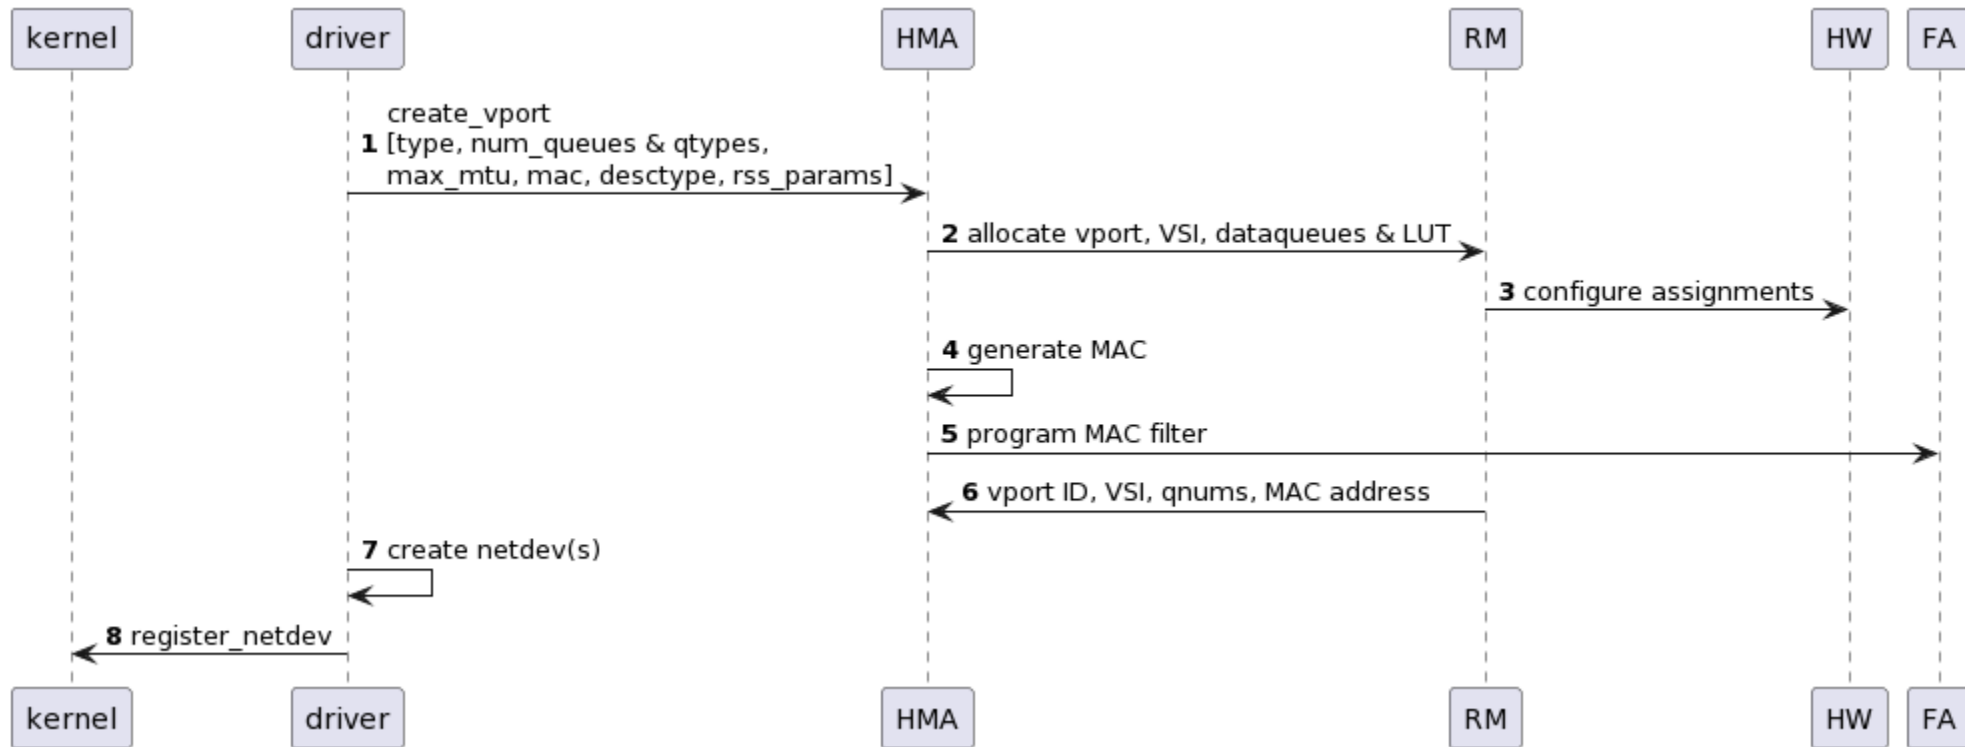 kernel driver HMA RM HW FA
create_vport
1 [type, num_queues & qtypes,
max_mtu, mac, desctype, rss_params]
2 allocate vport, VSI, dataqueues & LUT
3 configure assignments
4 generate MAC
5 program MAC filter
6 vport ID, VSI, qnums, MAC address
7 create netdev(s)
8 register_netdev
kernel driver HMA RM HW FA